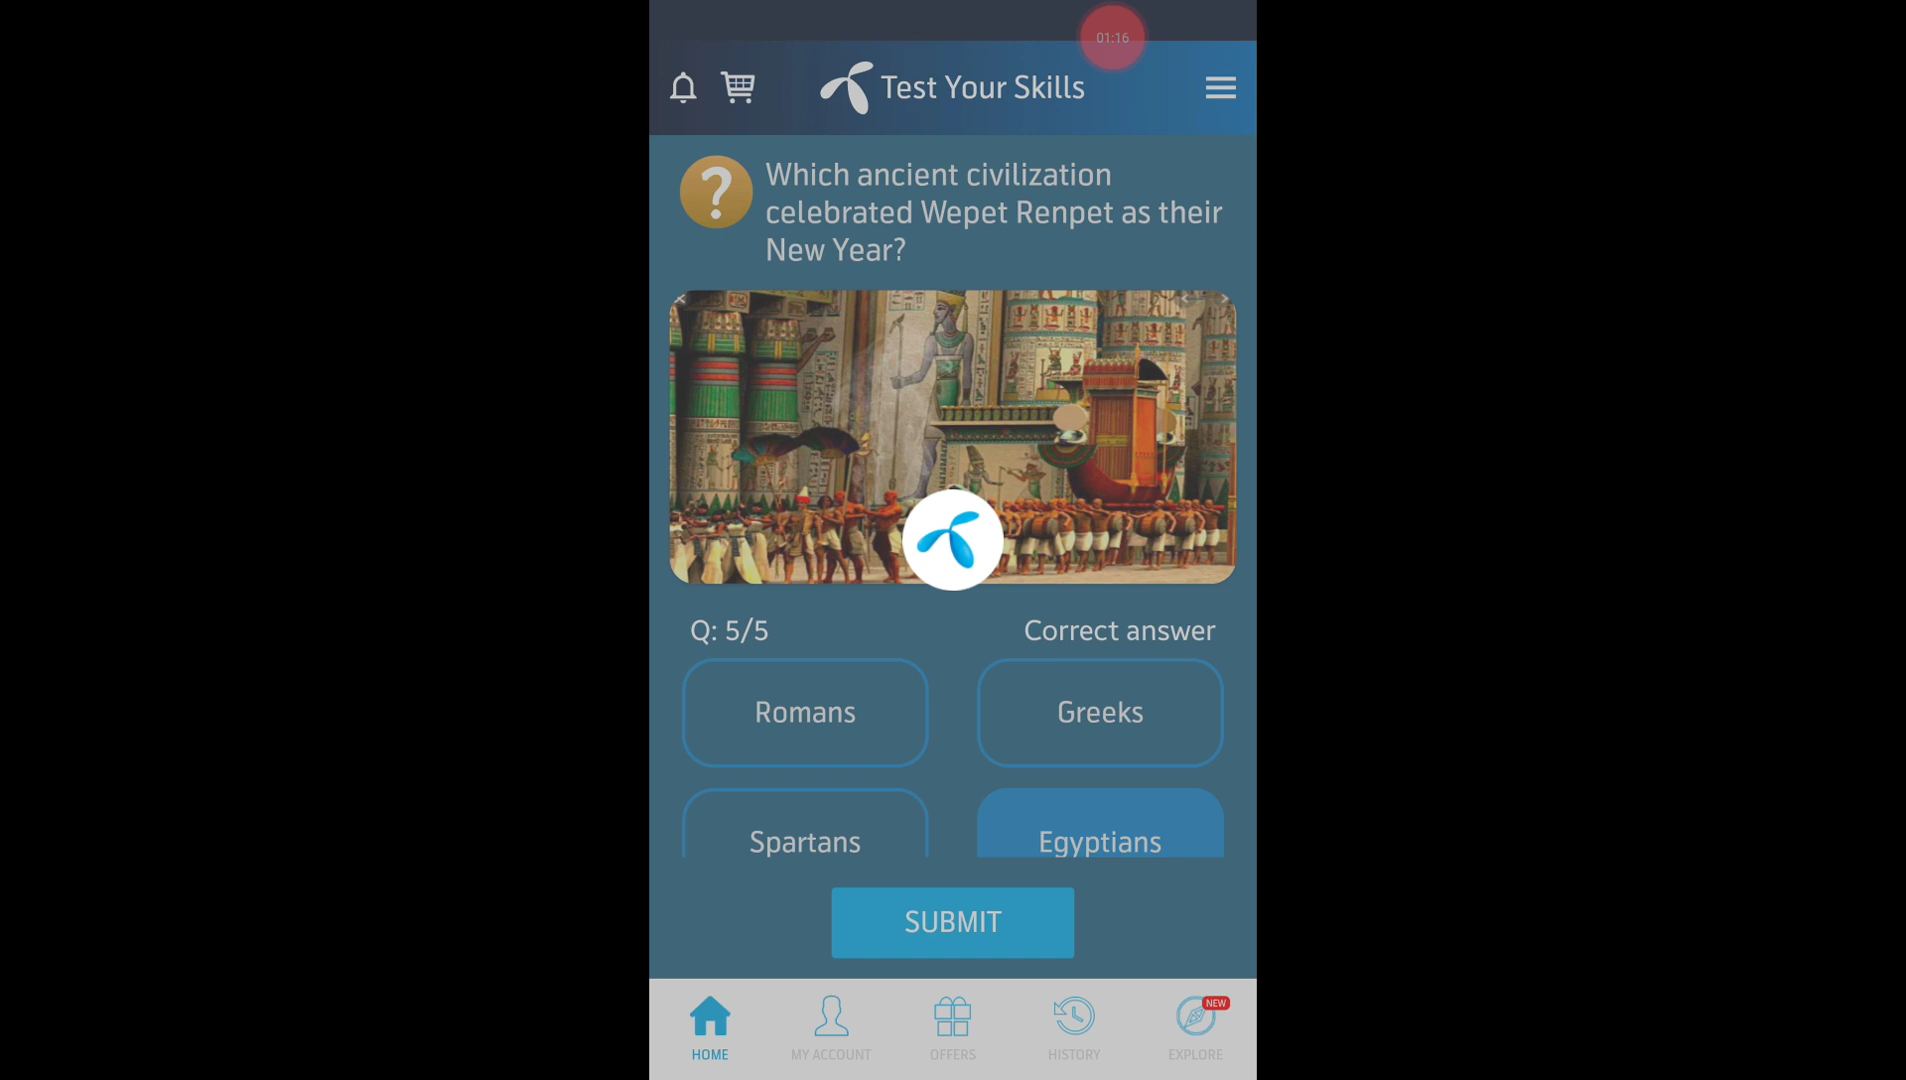 01:16
Test Your Skills
?
Which ancient civilization
celebrated Wepet Renpet as their
New Year?
Q: 5/5
Correct answer
Romans
Greeks
Spartans
Egyptians
SUBMIT
NEW
HOME
MY ACCOUNT
OFFERS
HISTORY
EXPLORE